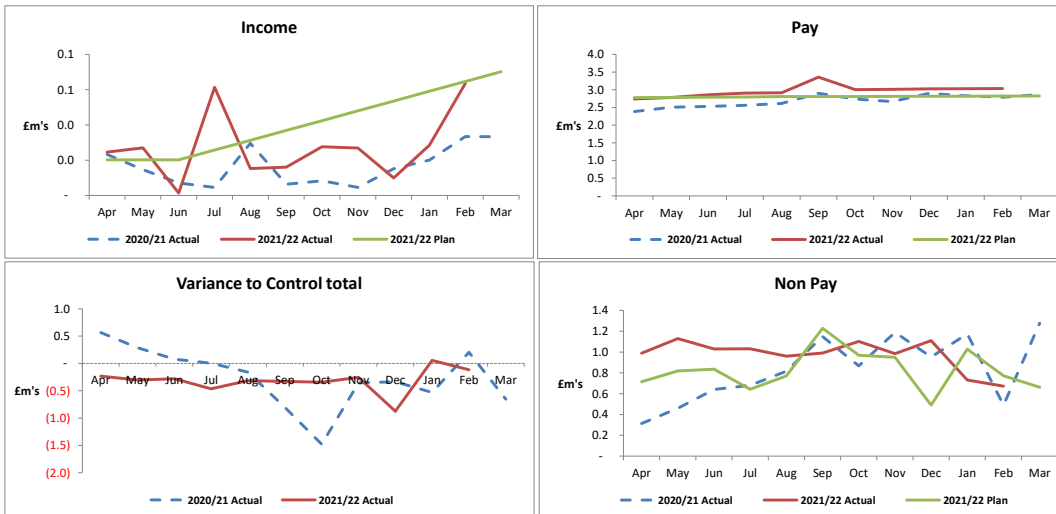 Income
0.1
0.1
0.0
0.0
-
£m's
Apr May Jun Jul Aug Sep Oct Nov Dec Jan Feb Mar
2020/21 Actual 2021/22 Actual 2021/22 Plan
Pay
4.0
3.5
3.0
2.5
2.0
1.5
1.0
0.5
-
£m's
Apr May Jun Jul Aug Sep Oct Nov Dec Jan Feb Mar
2020/21 Actual 2021/22 Actual 2021/22 Plan
Variance to Control total
1.0
0.5
-
(0.5)
(1.0)
(1.5)
(2.0)
£m's
Apr May Jun Jul Aug Sep Oct Nov Dec Jan Feb Mar
2020/21 Actual 2021/22 Actual
Non Pay
1.4
1.2
1.0
0.8
0.6
0.4
0.2
-
£m's
Apr May Jun Jul Aug Sep Oct Nov Dec Jan Feb Mar
2020/21 Actual 2021/22 Actual 2021/22 Plan